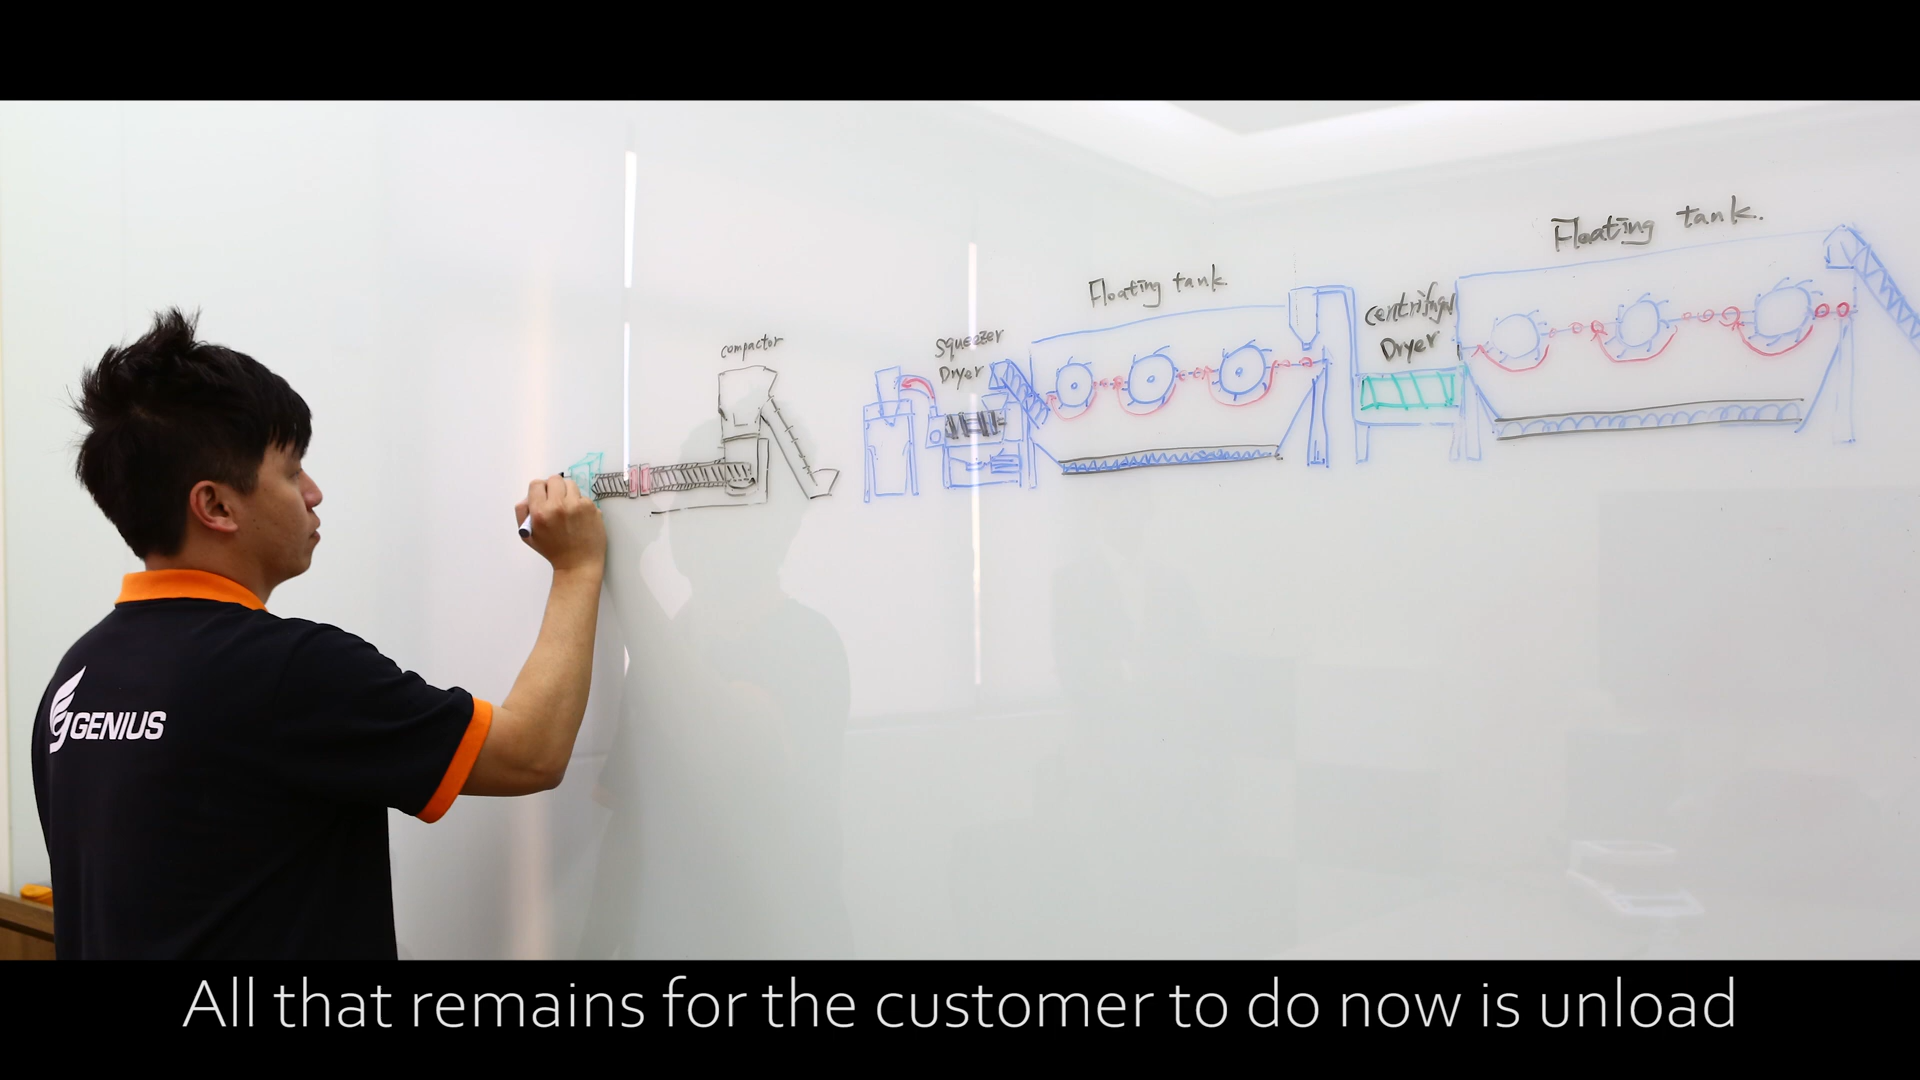 Floating tank.
Floating tank
centrifugal
Dryer
Squeezer
Dryer
compactor
GENIUS
All that remains for the customer to do now is unload